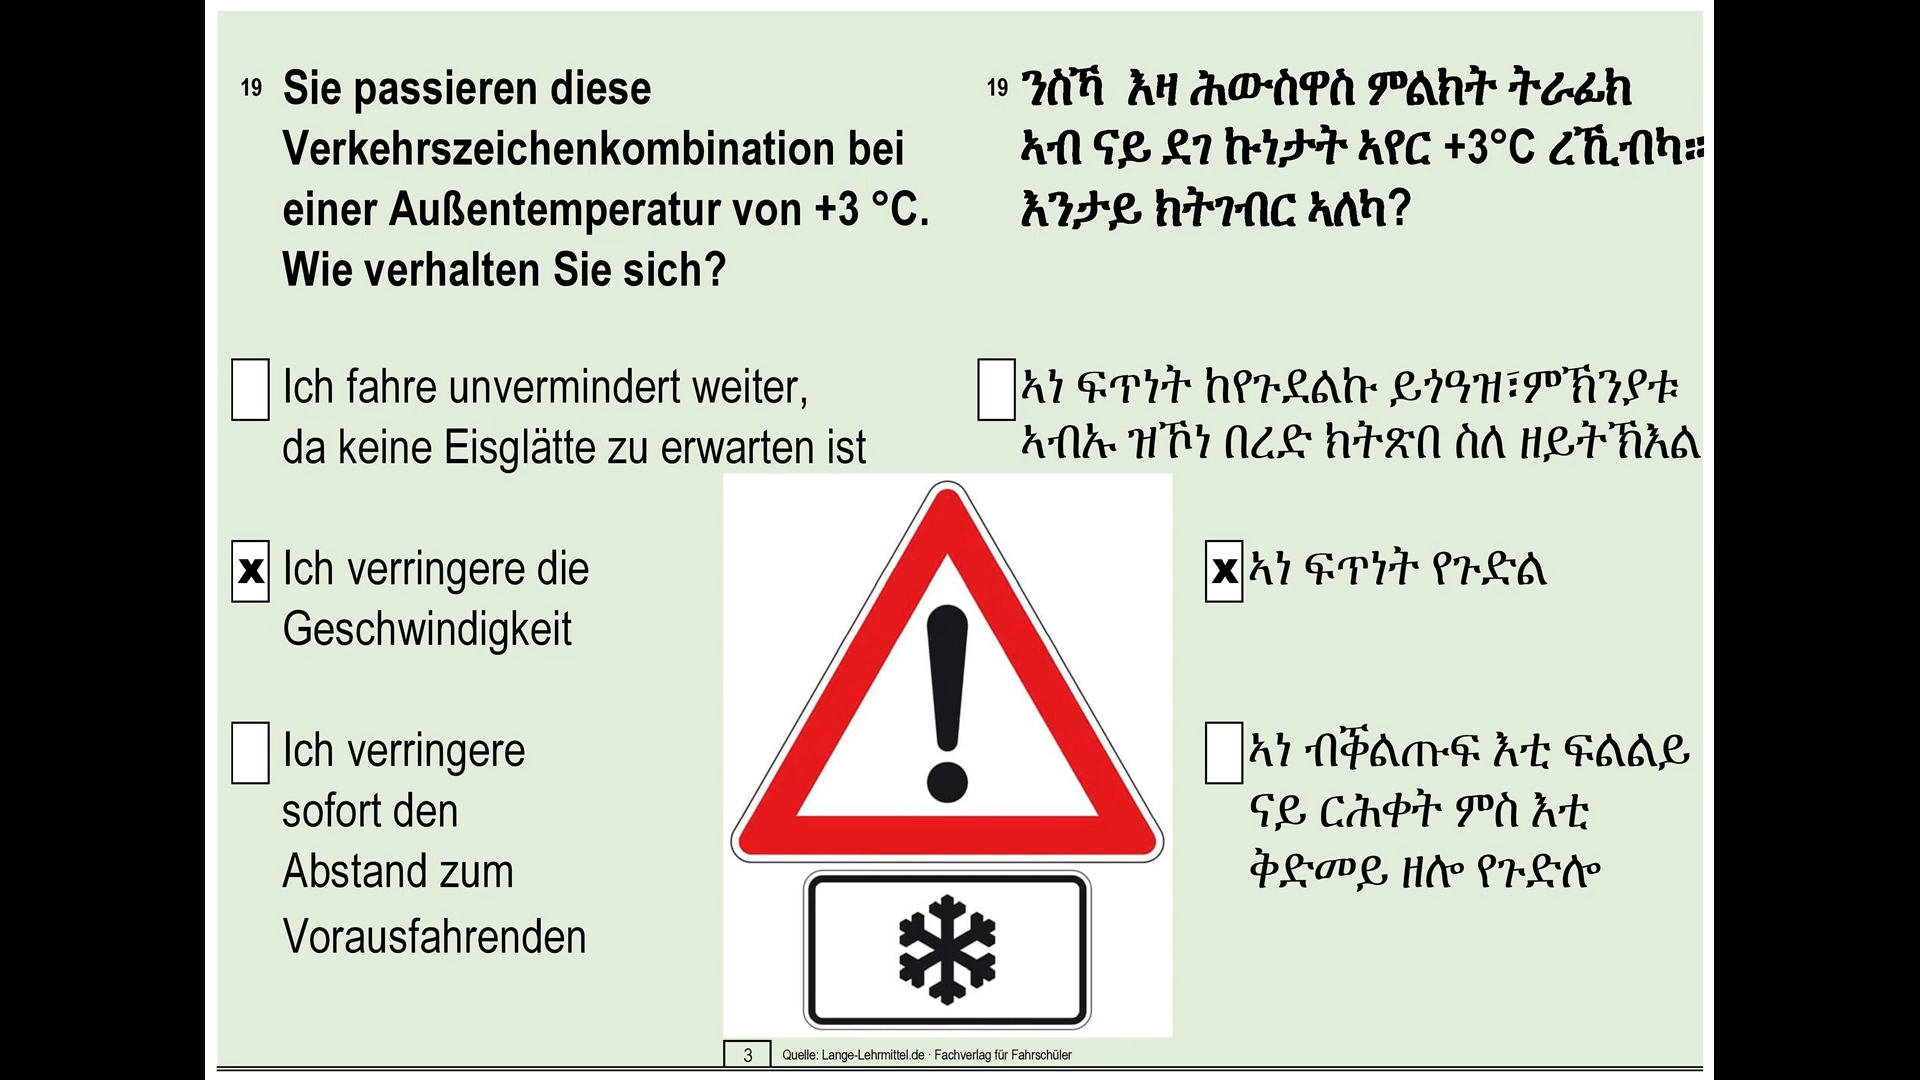 19 Sie passieren diese
Verkehrszeichenkombination bei
einer Außentemperatur von +3 °C.
Wie verhalten Sie sich?
Ich fahre unvermindert weiter,
da keine Eisglätte zu erwarten ist
x Ich verringere die
Geschwindigkeit
Ich verringere
sofort den
Abstand zum
Vorausfahrenden
19 ንስኻ እዛ ሕውስዋስ ምልክት ትራፊክ
ኣብ ናይ ደገ ኩነታት ኣየር +3°C ረኺብካ።
እንታይ ክትገብር ኣለካ?
ኣነ ፍጥነት ከየጉደልኩ ይጎዓዝ፣ምኽንያቱ
ኣብኡ ዝኾነ በረድ ክትጽበ ስለ ዘይትኽእል
x ኣነ ፍጥነት የጉድል
ኣነ ብቕልጡፍ እቲ ፍልልይ
ናይ ርሕቀት ምስ እቲ
ቅድመይ ዘሎ የጉድሎ
3 Quelle: Lange-Lehrmittel.de · Fachverlag für Fahrschüler